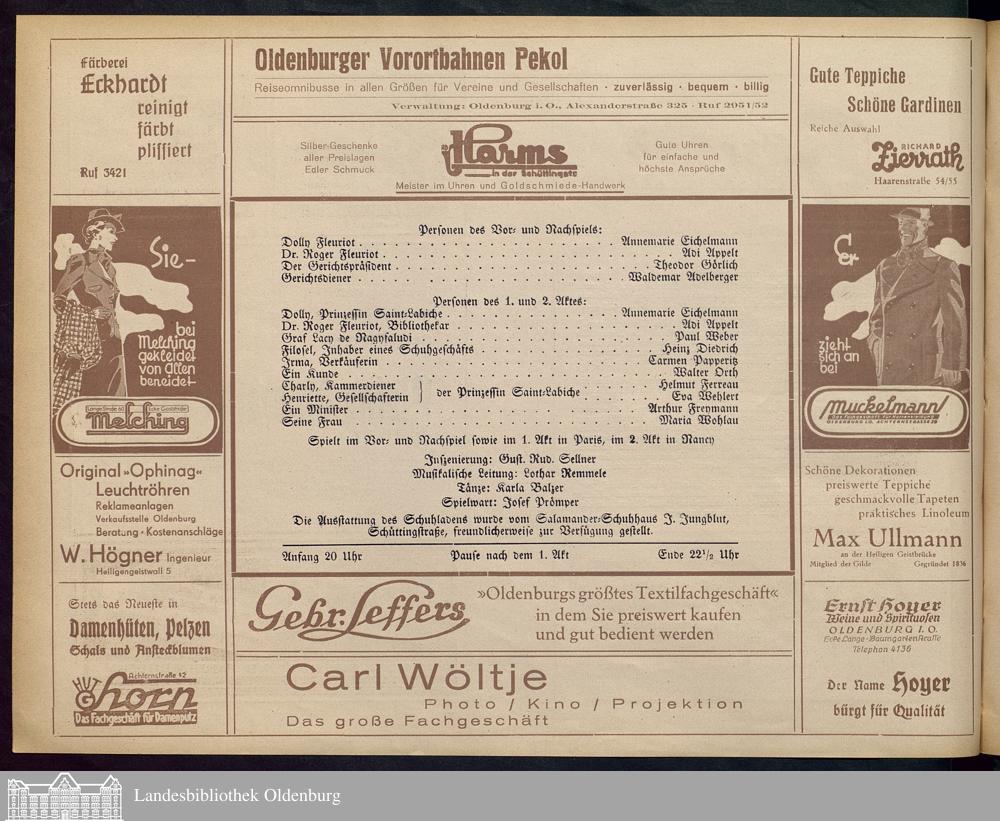 Färberei
Eckhardt
reinigt
färbt
plissiert
Ruf 3421
Sie-
bei
Melching
gekleidet
von Allen
beneidet
Lange Straße 60
Ecke Gaststraße
Melching
Original »Ophinag«
Leuchtröhren
Reklameanlagen
Verkaufsstelle Oldenburg
Beratung · Kostenanschläge
W. Högner Ingenieur
Heiligengeistwall 5
Stets das Neueste in
Damenhüten, Pelzen
Schals und Ansteckblumen
Achternstraße 52
HUT
G Horn
Das Fachgeschäft für Damenputz
Oldenburger Vorortbahnen Pekol
Reiseomnibusse in allen Größen für Vereine und Gesellschaften · zuverlässig · bequem · billig
Verwaltung: Oldenburg i. O., Alexanderstraße 325 · Ruf 2951/52
Silber-Geschenke
aller Preislagen
Edler Schmuck
Harms
in der Schüttingstr.
Gute Uhren
für einfache und
höchste Ansprüche
Meister im Uhren und Goldschmiede-Handwerk
Personen des Vor- und Nachspiels:
Dolly Fleuriot . . . Annemarie Eichelmann
Dr. Roger Fleuriot . . . Adi Appelt
Der Gerichtspräsident . . . Theodor Görlich
Gerichtsdiener . . . Waldemar Adelberger
Personen des 1. und 2. Aktes:
Dolly, Prinzessin Saint-Labiche . . . Annemarie Eichelmann
Dr. Roger Fleuriot, Bibliothekar . . . Adi Appelt
Graf Lacy de Nagyfaludi . . . Paul Weber
Filosel, Inhaber eines Schuhgeschäfts . . . Heinz Diedrich
Irma, Verkäuferin . . . Carmen Papperitz
Ein Kunde . . . Walter Orth
Charly, Kammerdiener } der Prinzessin Saint-Labiche . . . Helmut Ferreau
Henriette, Gesellschafterin } Eva Wehlert
Ein Minister . . . Arthur Freymann
Seine Frau . . . Maria Wohlau
Spielt im Vor- und Nachspiel sowie im 1. Akt in Paris, im 2. Akt in Nancy
Inszenierung: Gust. Rud. Sellner
Musikalische Leitung: Lothar Remmele
Tänze: Karla Balzer
Spielwart: Josef Prömper
Die Ausstattung des Schuhladens wurde vom Salamander-Schuhhaus J. Jungblut,
Schüttingstraße, freundlicherweise zur Verfügung gestellt.
Anfang 20 Uhr Pause nach dem 1. Akt Ende 22½ Uhr
Gebr. Leffers
»Oldenburgs größtes Textilfachgeschäft«
in dem Sie preiswert kaufen
und gut bedient werden
Carl Wöltje
Photo / Kino / Projektion
Das große Fachgeschäft
Gute Teppiche
Schöne Gardinen
Reiche Auswahl
RICHARD
Zierrath
Haarenstraße 54/55
Er
zieht
sich an
bei
Muckelmann
OLDENBURG I.O. ACHTERNSTRASSE 39
Schöne Dekorationen
preiswerte Teppiche
geschmackvolle Tapeten
praktisches Linoleum
Max Ullmann
an der Heiligen Geistbrücke
Mitglied der Gilde Gegründet 1836
Ernst Hoyer
Weine und Spirituosen
OLDENBURG I. O.
Ecke Lange- Baumgartenstraße
Telephon 4136
Der Name Hoyer
bürgt für Qualität
Landesbibliothek Oldenburg